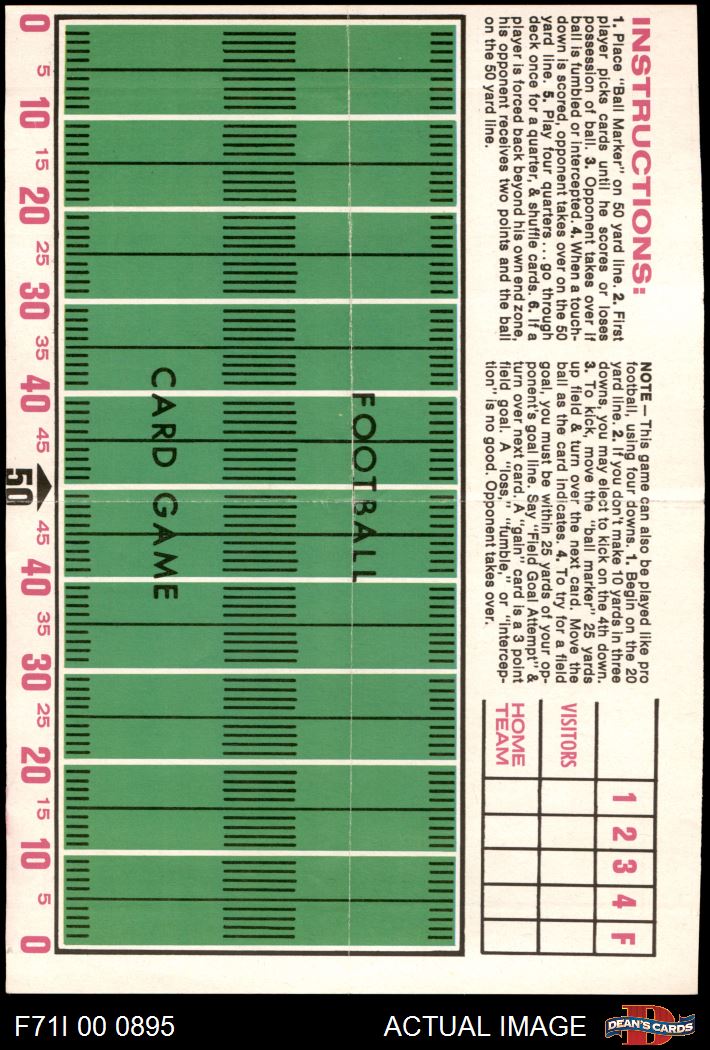 INSTRUCTIONS:
1. Place "Ball Marker" on 50 yard line. 2. First
player picks cards until he scores or loses
possession of ball. 3. Opponent takes over if
ball is fumbled or intercepted. 4. When a touch-
down is scored, opponent takes over on the 50
yard line. 5. Play four quarters...go through
deck once for a quarter, & shuffle cards. 6. If a
player is forced back beyond his own end zone,
his opponent receives two points and the ball
on the 50 yard line.
NOTE — This game can also be played like pro
football, using four downs. 1. Begin on the 20
yard line. 2. If you don't make 10 yards in three
downs, you may elect to kick on the 4th down.
3. To kick, move the "ball marker" 25 yards
up field & turn over the next card. Move the
ball as the card indicates. 4. To try for a field
goal, you must be within 25 yards of your op-
ponent's goal line. Say "Field Goal Attempt" &
turn over next card. A "gain" card is a 3 point
field goal. A "loss," "fumble," or "intercep-
tion" is no good. Opponent takes over.
1 2 3 4 F
VISITORS
HOME
TEAM
FOOTBALL
CARD GAME
0 5 10 15 20 25 30 35 40 45 50 45 40 35 30 25 20 15 10 5 0
F71I 00 0895
ACTUAL IMAGE
D
DEAN'S CARDS